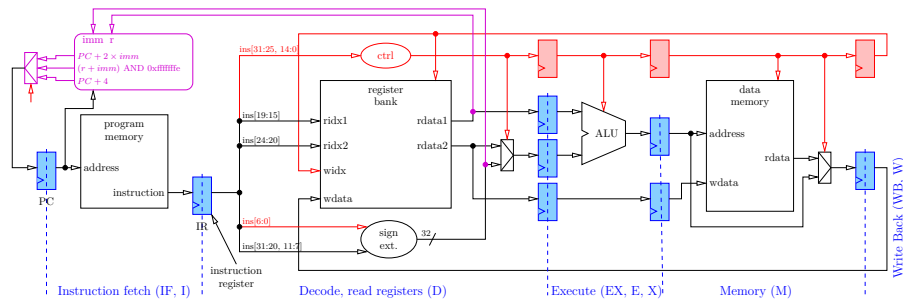 imm r
PC + 2 × imm
(r + imm) AND 0xfffffffe
PC + 4
program
memory
address
instruction
PC
IR
instruction
register
ins[31:25, 14:0]
ctrl
register
bank
ins[19:15]
ridx1
rdata1
ins[24:20]
ridx2
rdata2
widx
wdata
ins[6:0]
ins[31:20, 11:7]
sign
ext.
32
ALU
data
memory
address
rdata
wdata
Write Back (WB, W)
Instruction fetch (IF, I)
Decode, read registers (D)
Execute (EX, E, X)
Memory (M)